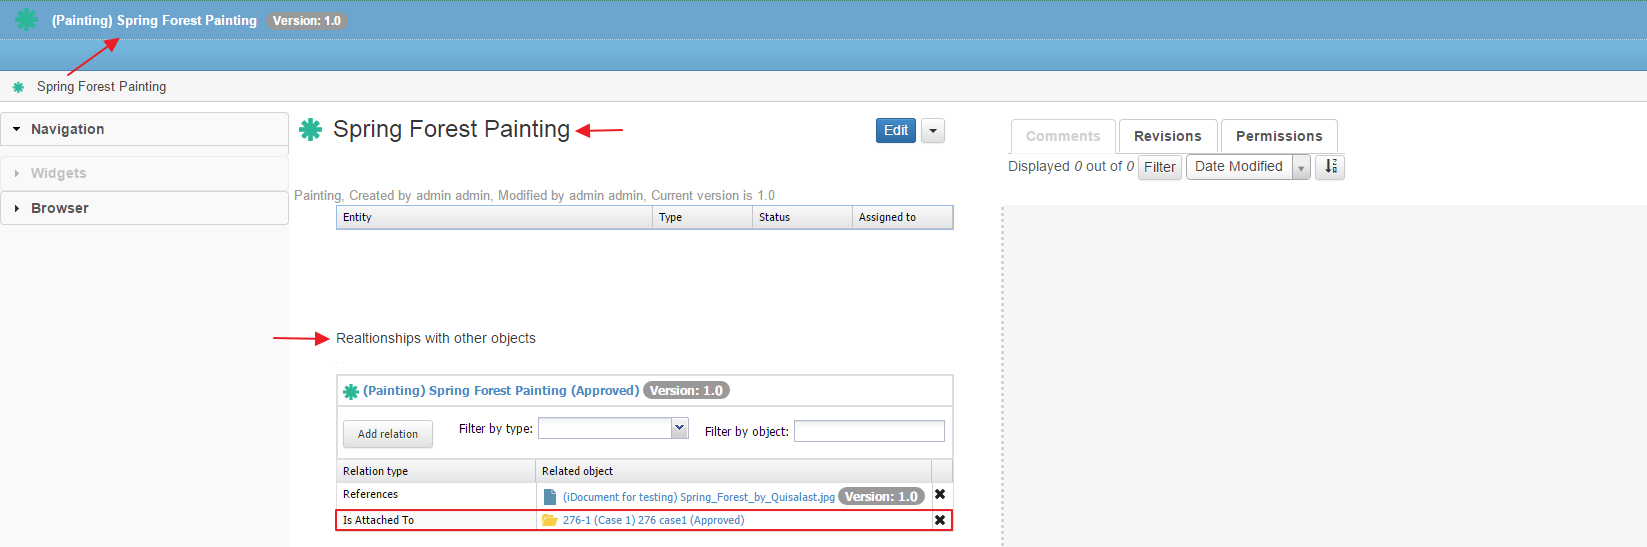 (Painting) Spring Forest Painting Version: 1.0
Spring Forest Painting
Navigation
Widgets
Browser
Spring Forest Painting
Edit
Painting, Created by admin admin, Modified by admin admin, Current version is 1.0
Entity Type Status Assigned to
Realtionships with other objects
(Painting) Spring Forest Painting (Approved) Version: 1.0
Add relation Filter by type: Filter by object:
Relation type Related object
References (iDocument for testing) Spring_Forest_by_Quisalast.jpg Version: 1.0
Is Attached To 276-1 (Case 1) 276 case1 (Approved)
Comments Revisions Permissions
Displayed 0 out of 0 Filter Date Modified